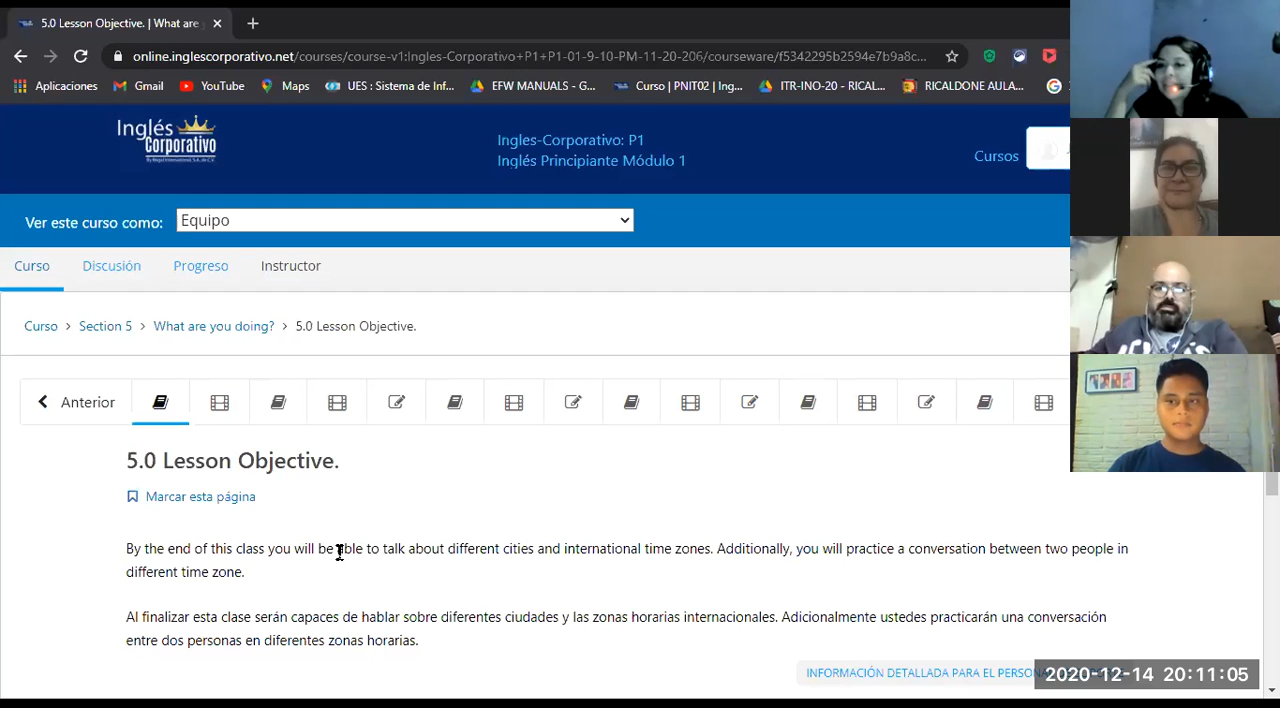 5.0 Lesson Objective. | What are
online.inglescorporativo.net/courses/course-v1:Ingles-Corporativo+P1+P1-01-9-10-PM-11-20-206/courseware/f5342295b2594e7b9a8c...
Aplicaciones Gmail YouTube Maps UES : Sistema de Inf... EFW MANUALS - G... Curso | PNIT02 | Ing... ITR-INO-20 - RICAL... RICALDONE AULA...
Inglés
Corporativo
Ingles-Corporativo: P1
Inglés Principiante Módulo 1
Cursos
Ver este curso como: Equipo
Curso Discusión Progreso Instructor
Curso > Section 5 > What are you doing? > 5.0 Lesson Objective.
Anterior
5.0 Lesson Objective.
Marcar esta página
By the end of this class you will be able to talk about different cities and international time zones. Additionally, you will practice a conversation between two people in
different time zone.
Al finalizar esta clase serán capaces de hablar sobre diferentes ciudades y las zonas horarias internacionales. Adicionalmente ustedes practicarán una conversación
entre dos personas en diferentes zonas horarias.
INFORMACIÓN DETALLADA PARA EL PERSON
2020-12-14 20:11:05